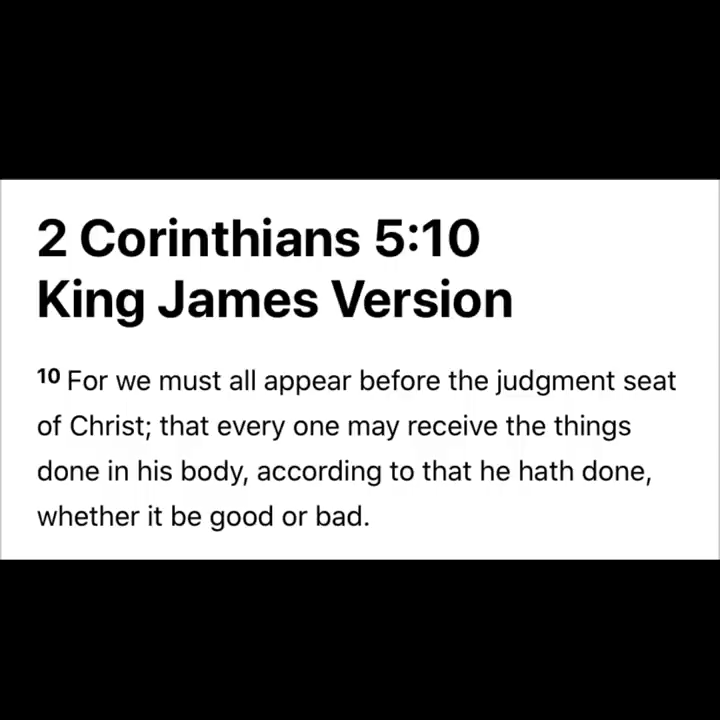 2 Corinthians 5:10
King James Version
10 For we must all appear before the judgment seat
of Christ; that every one may receive the things
done in his body, according to that he hath done,
whether it be good or bad.